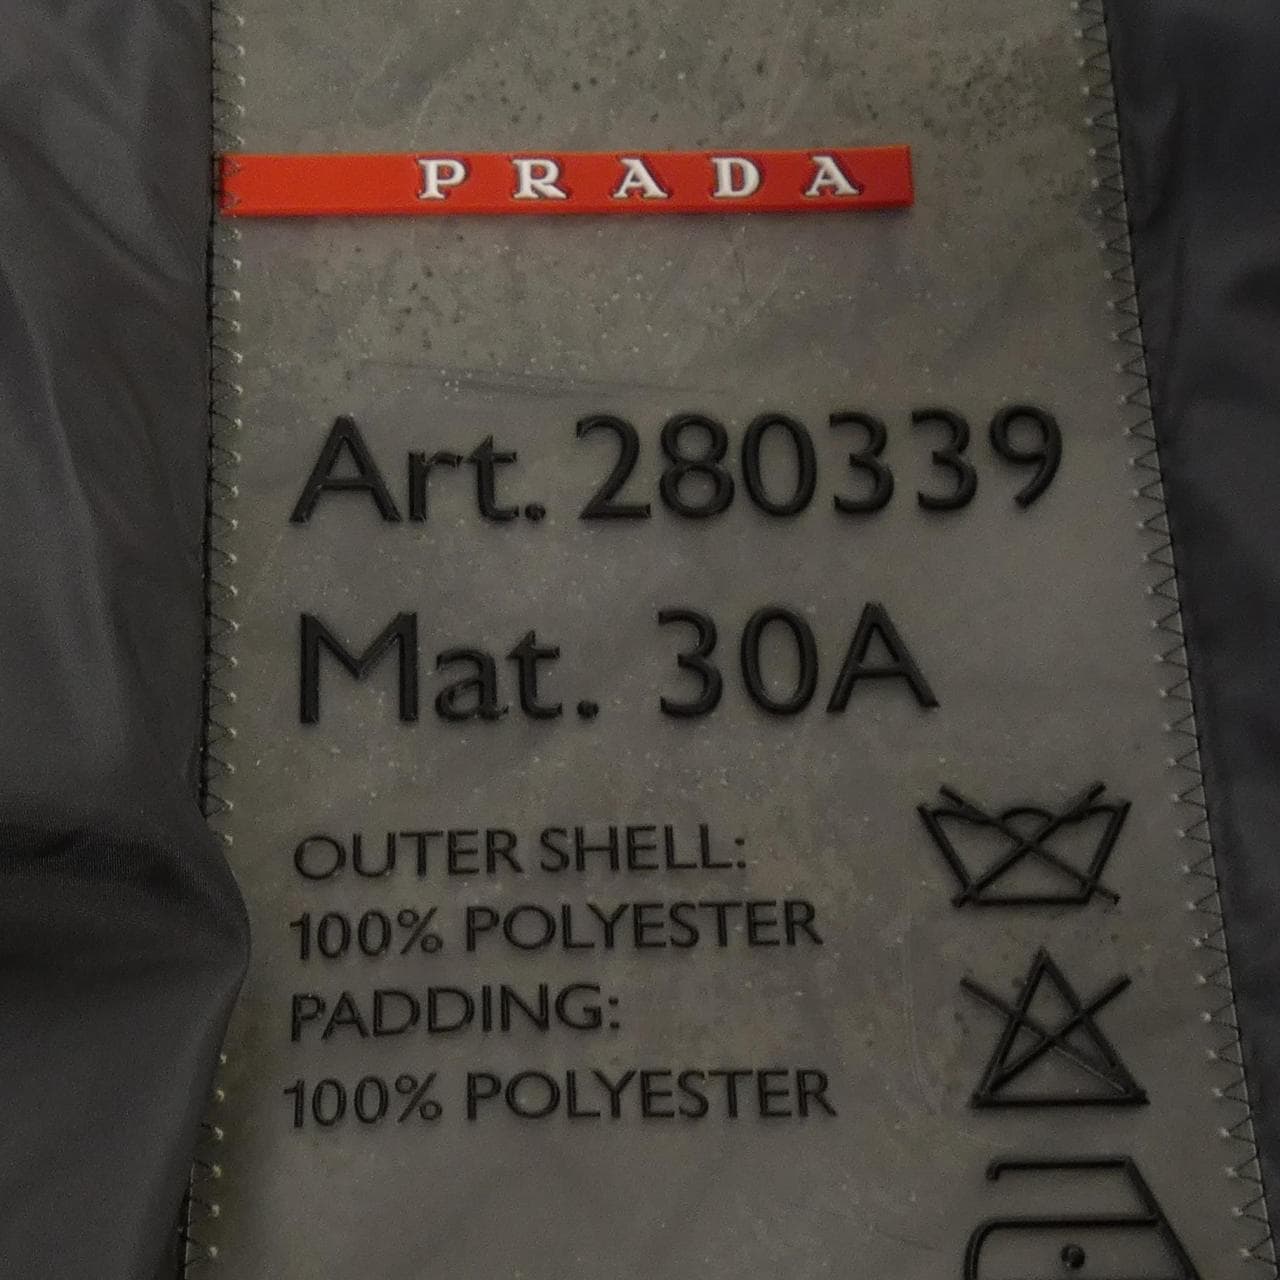 PRADA
Art. 280339
Mat. 30A
OUTER SHELL:
100% POLYESTER
PADDING:
100% POLYESTER